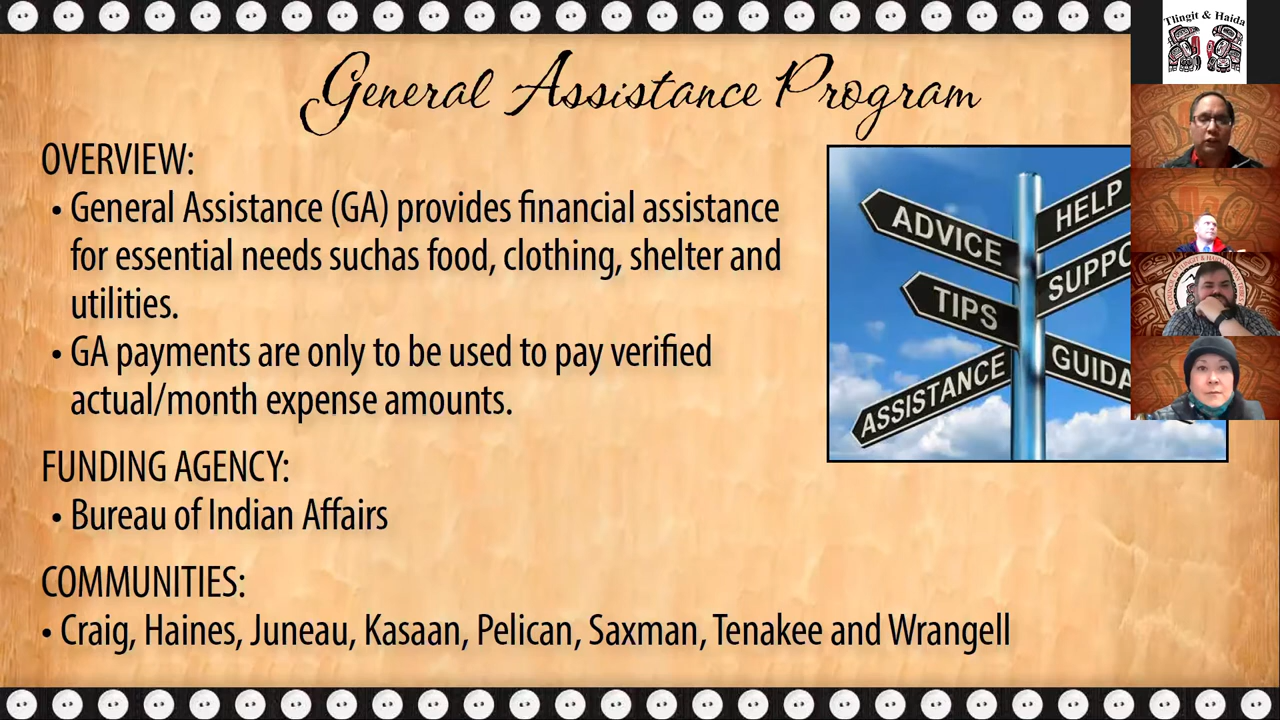 General Assistance Program
OVERVIEW:
• General Assistance (GA) provides financial assistance
for essential needs suchas food, clothing, shelter and
utilities.
• GA payments are only to be used to pay verified
actual/month expense amounts.
FUNDING AGENCY:
• Bureau of Indian Affairs
COMMUNITIES:
• Craig, Haines, Juneau, Kasaan, Pelican, Saxman, Tenakee and Wrangell
ADVICE
HELP
TIPS
SUPPO
ASSISTANCE
GUIDA
Tlingit & Haida